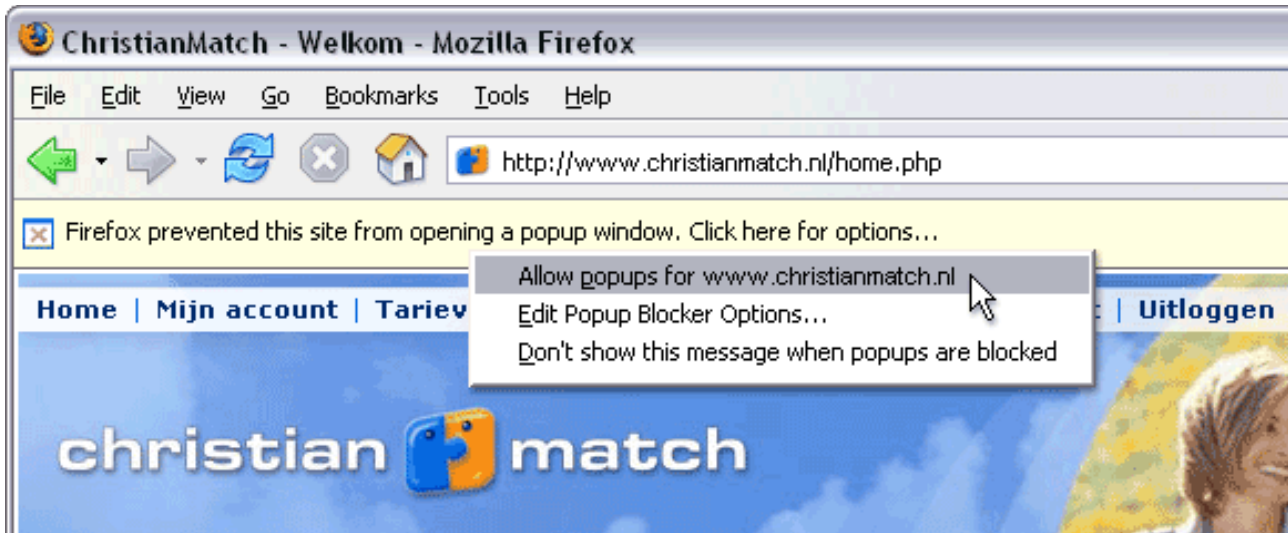 ChristianMatch - Welkom - Mozilla Firefox
File Edit View Go Bookmarks Tools Help
http://www.christianmatch.nl/home.php
Firefox prevented this site from opening a popup window. Click here for options...
Allow popups for www.christianmatch.nl
Home | Mijn account | Tariev
| Uitloggen
Edit Popup Blocker Options...
Don't show this message when popups are blocked
christian match